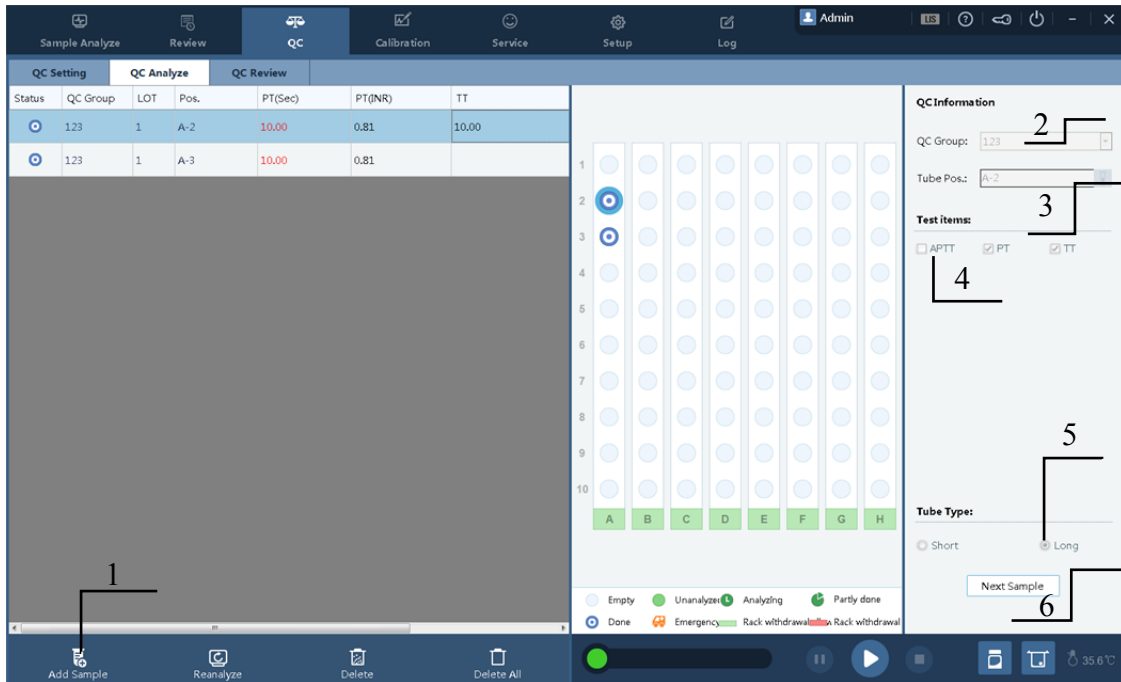 Admin
LIS
Sample Analyze Review QC Calibration Service Setup Log
QC Setting QC Analyze QC Review
Status QC Group LOT Pos. PT(Sec) PT(INR) TT
123 1 A-2 10.00 0.81 10.00
123 1 A-3 10.00 0.81
1
2
3
4
5
6
7
8
9
10
A B C D E F G H
Empty Unanalyzed Analyzing Partly done
Done Emergency Rack withdrawal Rack withdrawal
QC Information
2
QC Group: 123
Tube Pos.: A-2
3
Test items:
APTT PT TT
4
5
Tube Type:
Short Long
Next Sample
6
1
Add Sample Reanalyze Delete Delete All
35.6℃